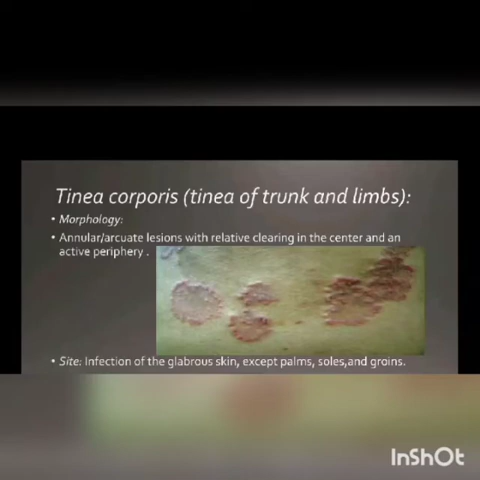 Tinea corporis (tinea of trunk and limbs):
• Morphology:
• Annular/arcuate lesions with relative clearing in the center and an
active periphery .
• Site: Infection of the glabrous skin, except palms, soles,and groins.
InShOt